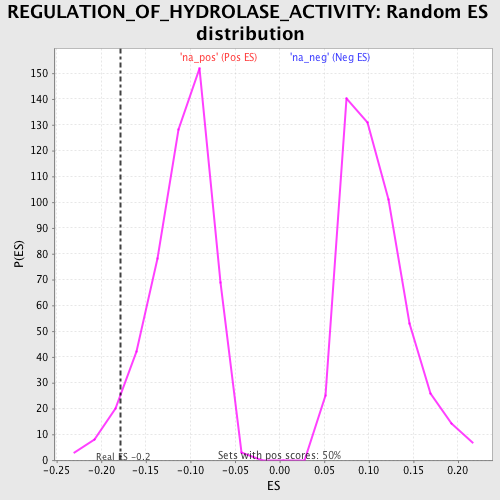 REGULATION_OF_HYDROLASE_ACTIVITY: Random ES
distribution
'na_pos' (Pos ES) 'na_neg' (Neg ES)
150
140
130
120
110
100
90
80
70
60
50
40
30
20
10
0
P(ES)
Real ES -0.2 Sets with pos scores: 50%
-0.25 -0.20 -0.15 -0.10 -0.05 0.00 0.05 0.10 0.15 0.20
ES